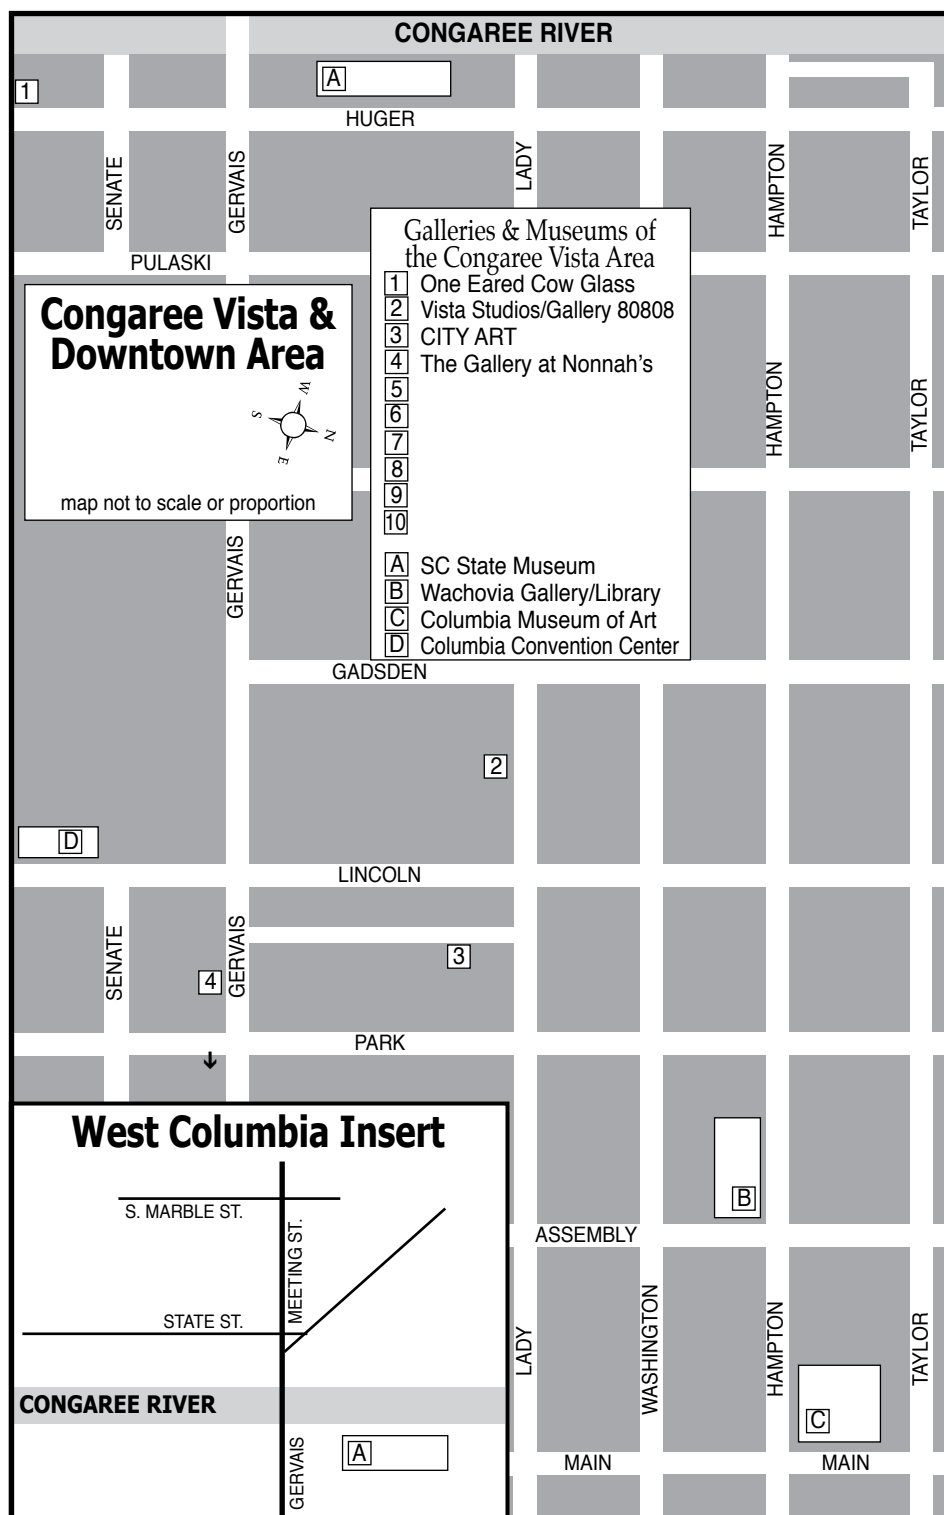 CONGAREE RIVER
1
A
HUGER
SENATE
GERVAIS
LADY
HAMPTON
TAYLOR
PULASKI
Galleries & Museums of
the Congaree Vista Area
1 One Eared Cow Glass
2 Vista Studios/Gallery 80808
3 CITY ART
4 The Gallery at Nonnah's
5
6
7
8
9
10
A SC State Museum
B Wachovia Gallery/Library
C Columbia Museum of Art
D Columbia Convention Center
Congaree Vista &
Downtown Area
W
S
N
E
map not to scale or proportion
HAMPTON
TAYLOR
GERVAIS
GADSDEN
2
D
LINCOLN
SENATE
GERVAIS
3
4
PARK
West Columbia Insert
S. MARBLE ST.
MEETING ST.
STATE ST.
CONGAREE RIVER
GERVAIS
A
B
ASSEMBLY
LADY
WASHINGTON
HAMPTON
TAYLOR
C
MAIN
MAIN